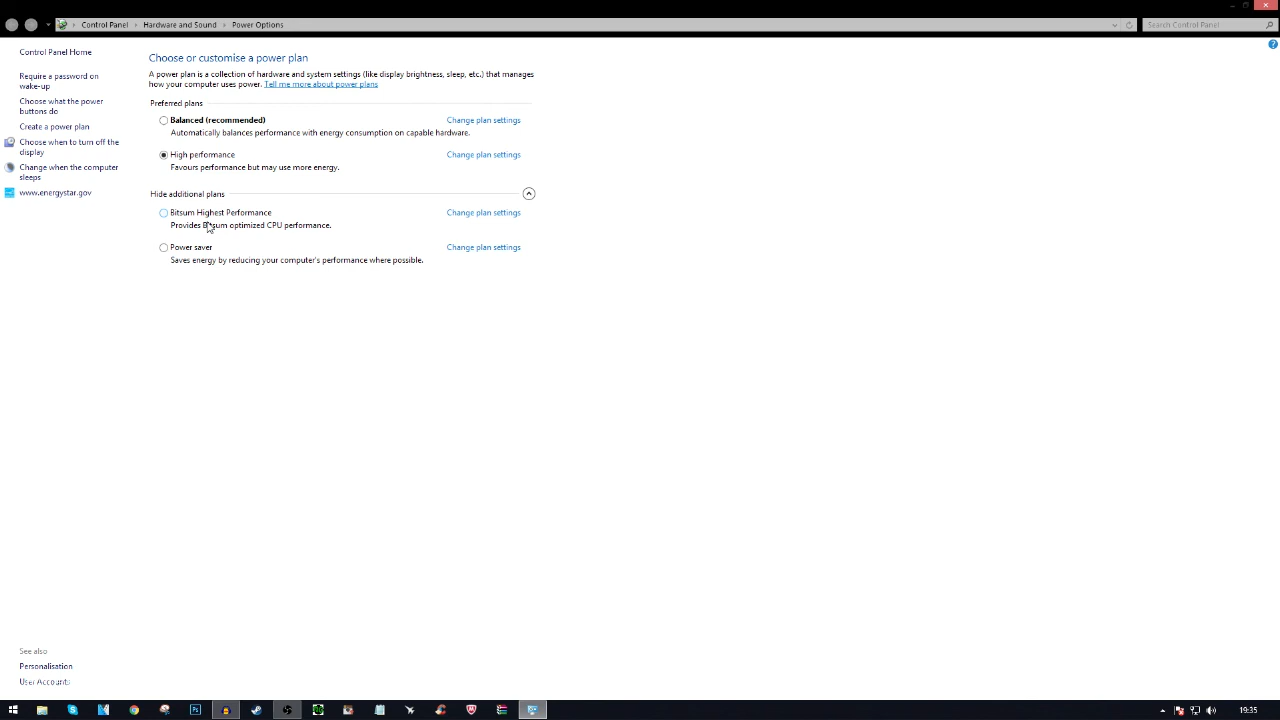 Control Panel
Hardware and Sound
Power Options
Search Control Panel
Control Panel Home
Require a password on
wake-up
Choose what the power
buttons do
Create a power plan
Choose when to turn off the
display
Change when the computer
sleeps
www.energystar.gov
Choose or customise a power plan
A power plan is a collection of hardware and system settings (like display brightness, sleep, etc.) that manages
how your computer uses power. Tell me more about power plans
Preferred plans
Balanced (recommended) Change plan settings
Automatically balances performance with energy consumption on capable hardware.
High performance Change plan settings
Favours performance but may use more energy.
Hide additional plans
Bitsum Highest Performance Change plan settings
Provides Bitsum optimized CPU performance.
Power saver Change plan settings
Saves energy by reducing your computer's performance where possible.
See also
Personalisation
User Accounts
19:35